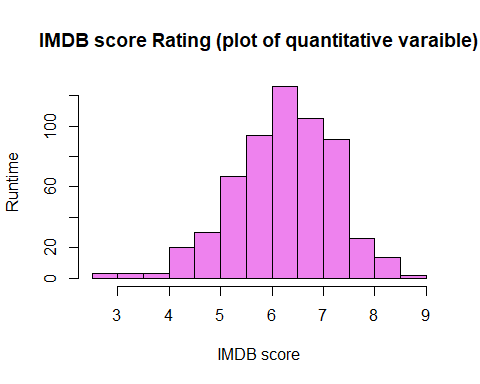 IMDB score Rating (plot of quantitative varaible)
Runtime
100
60
20
0
3 4 5 6 7 8 9
IMDB score